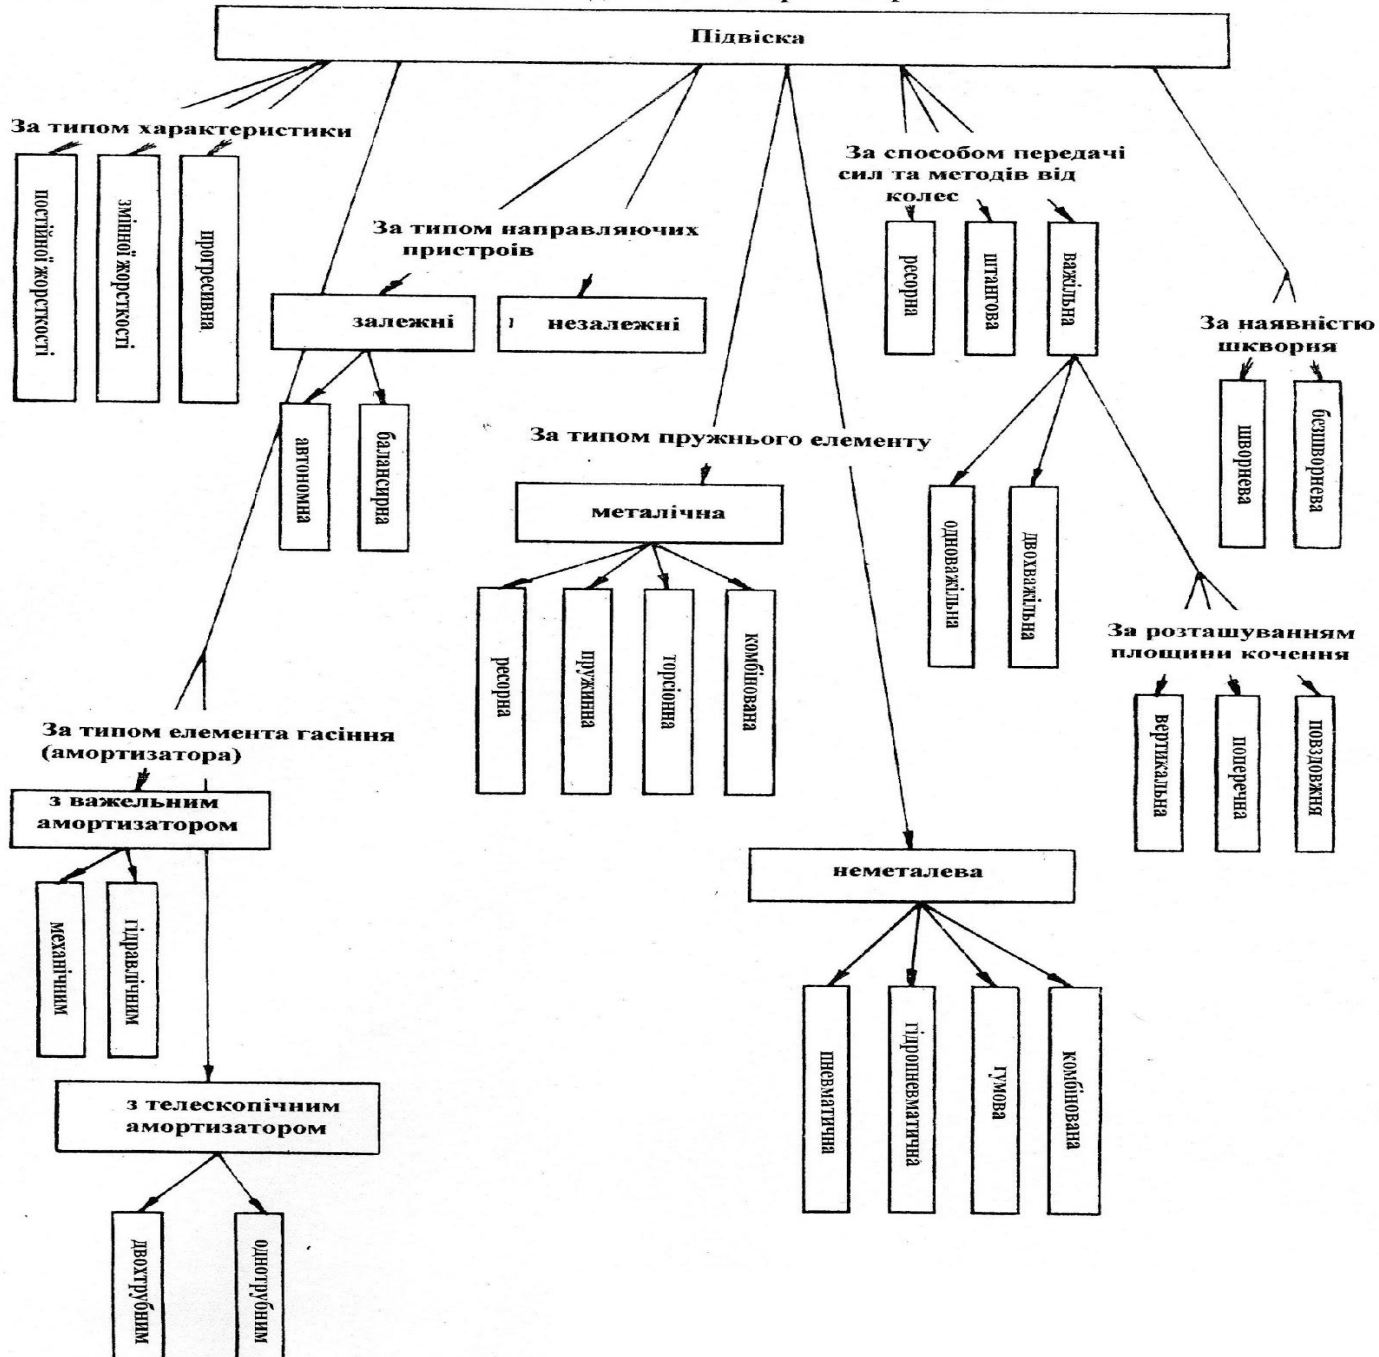 Підвіска
За типом характеристики
постійної жорсткості
змінної жорсткості
прогресивна.
За типом направляючих
пристроїв
залежні
незалежні
автономна
балансирна
За способом передачі
сил та методів від
колес
ресорна
штангова
важільна
одноважільна
двохважільна
За наявністю
шкворня
шворнева
безшворнева
За розташуванням
площини кочення
вертикальна
поперечна
повздовжня
За типом пружнього елементу
металічна
ресорна
пружинна
торсіонна
комбінована
неметалева
пневматична
гідропневматична
гумова
комбінована
За типом елемента гасіння
(амортизатора)
з важельним
амортизатором
механічним
гідравлічним
з телескопічним
амортизатором
двохтрубним
однотрубним